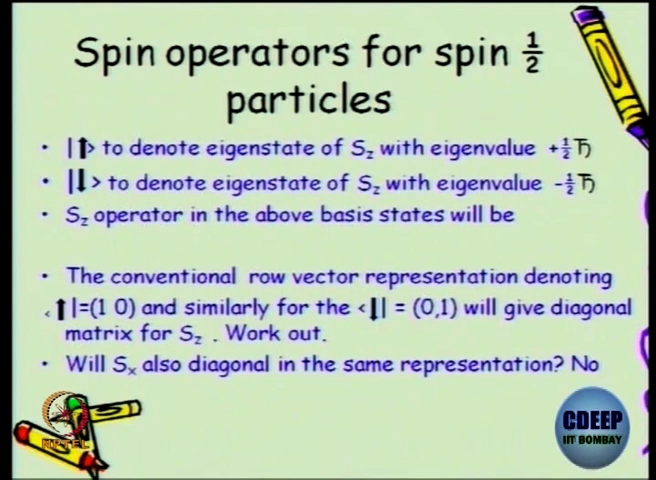 Spin operators for spin ½
particles
• |⬆> to denote eigenstate of Sz with eigenvalue +½Ђ
• |⬇> to denote eigenstate of Sz with eigenvalue -½Ђ
• Sz operator in the above basis states will be
• The conventional row vector representation denoting
<⬆|=(1 0) and similarly for the <⬇| = (0,1) will give diagonal
matrix for Sz . Work out.
• Will Sx also diagonal in the same representation? No
NPTEL
CDEEP
IIT BOMBAY